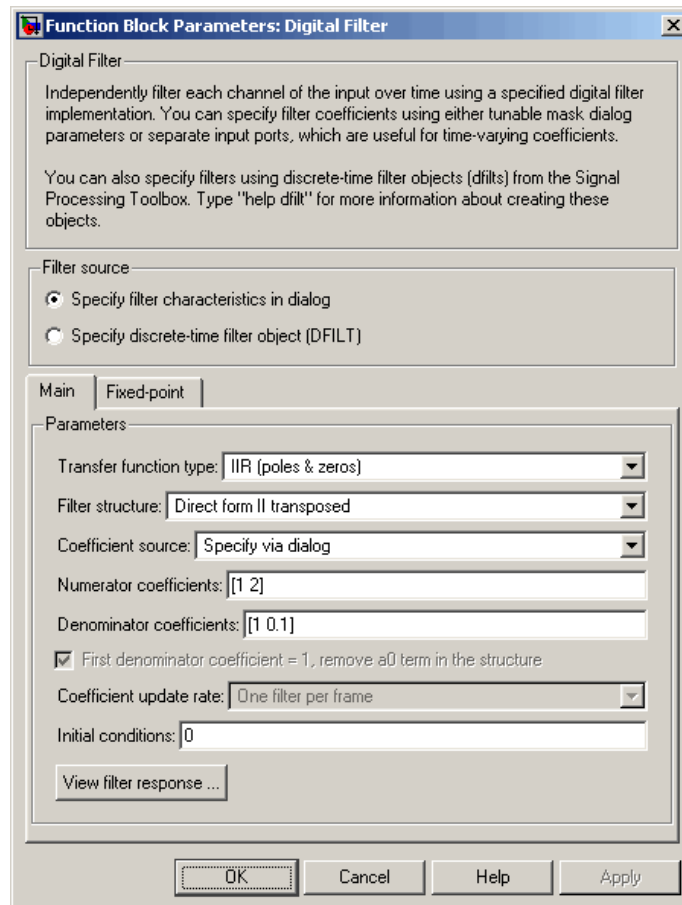 Function Block Parameters: Digital Filter
Digital Filter
Independently filter each channel of the input over time using a specified digital filter
implementation. You can specify filter coefficients using either tunable mask dialog
parameters or separate input ports, which are useful for time-varying coefficients.
You can also specify filters using discrete-time filter objects (dfilts) from the Signal
Processing Toolbox. Type "help dfilt" for more information about creating these
objects.
Filter source
Specify filter characteristics in dialog
Specify discrete-time filter object (DFILT)
Main Fixed-point
Parameters
Transfer function type: IIR (poles & zeros)
Filter structure: Direct form II transposed
Coefficient source: Specify via dialog
Numerator coefficients: [1 2]
Denominator coefficients: [1 0.1]
First denominator coefficient = 1, remove a0 term in the structure
Coefficient update rate: One filter per frame
Initial conditions: 0
View filter response ...
OK Cancel Help Apply